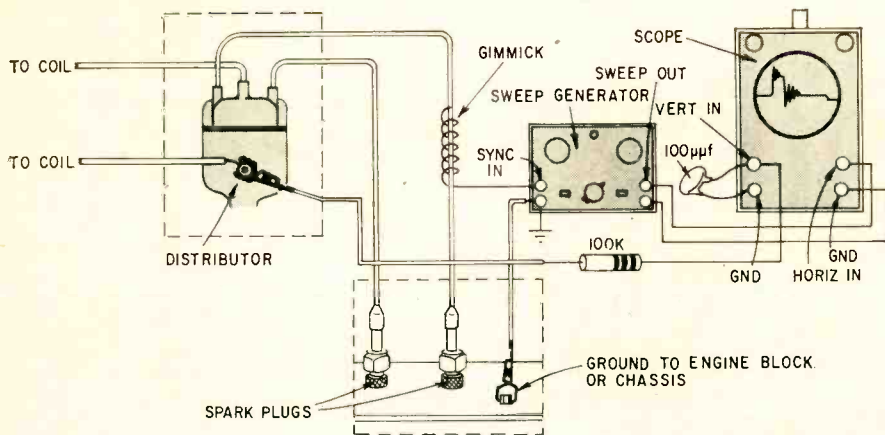 TO COIL
TO COIL
DISTRIBUTOR
GIMMICK
SWEEP GENERATOR
SYNC
IN
SWEEP OUT
SCOPE
VERT IN
100µµf
GND
GND
HORIZ IN
100K
SPARK PLUGS
GROUND TO ENGINE BLOCK
OR CHASSIS